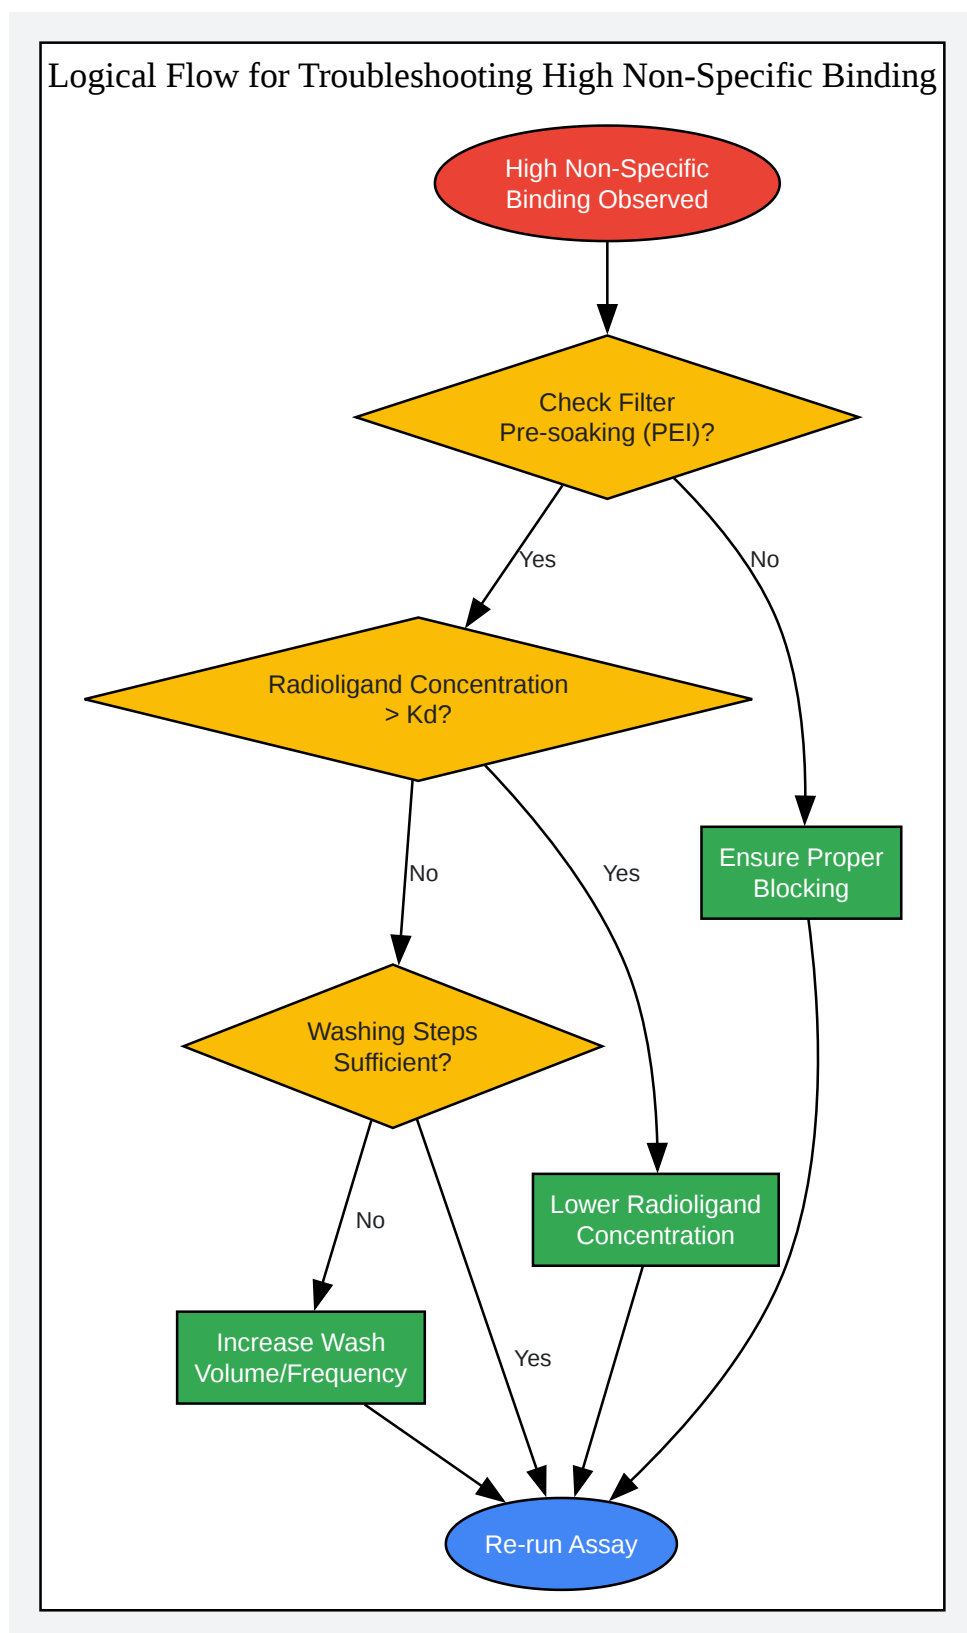 Logical Flow for Troubleshooting High Non-Specific Binding
High Non-Specific
Binding Observed
Check Filter
Pre-soaking (PEI)?
Yes
No
Radioligand Concentration
> Kd?
Ensure Proper
Blocking
No
Yes
Washing Steps
Sufficient?
Lower Radioligand
Concentration
No
Increase Wash
Volume/Frequency
Yes
Re-run Assay